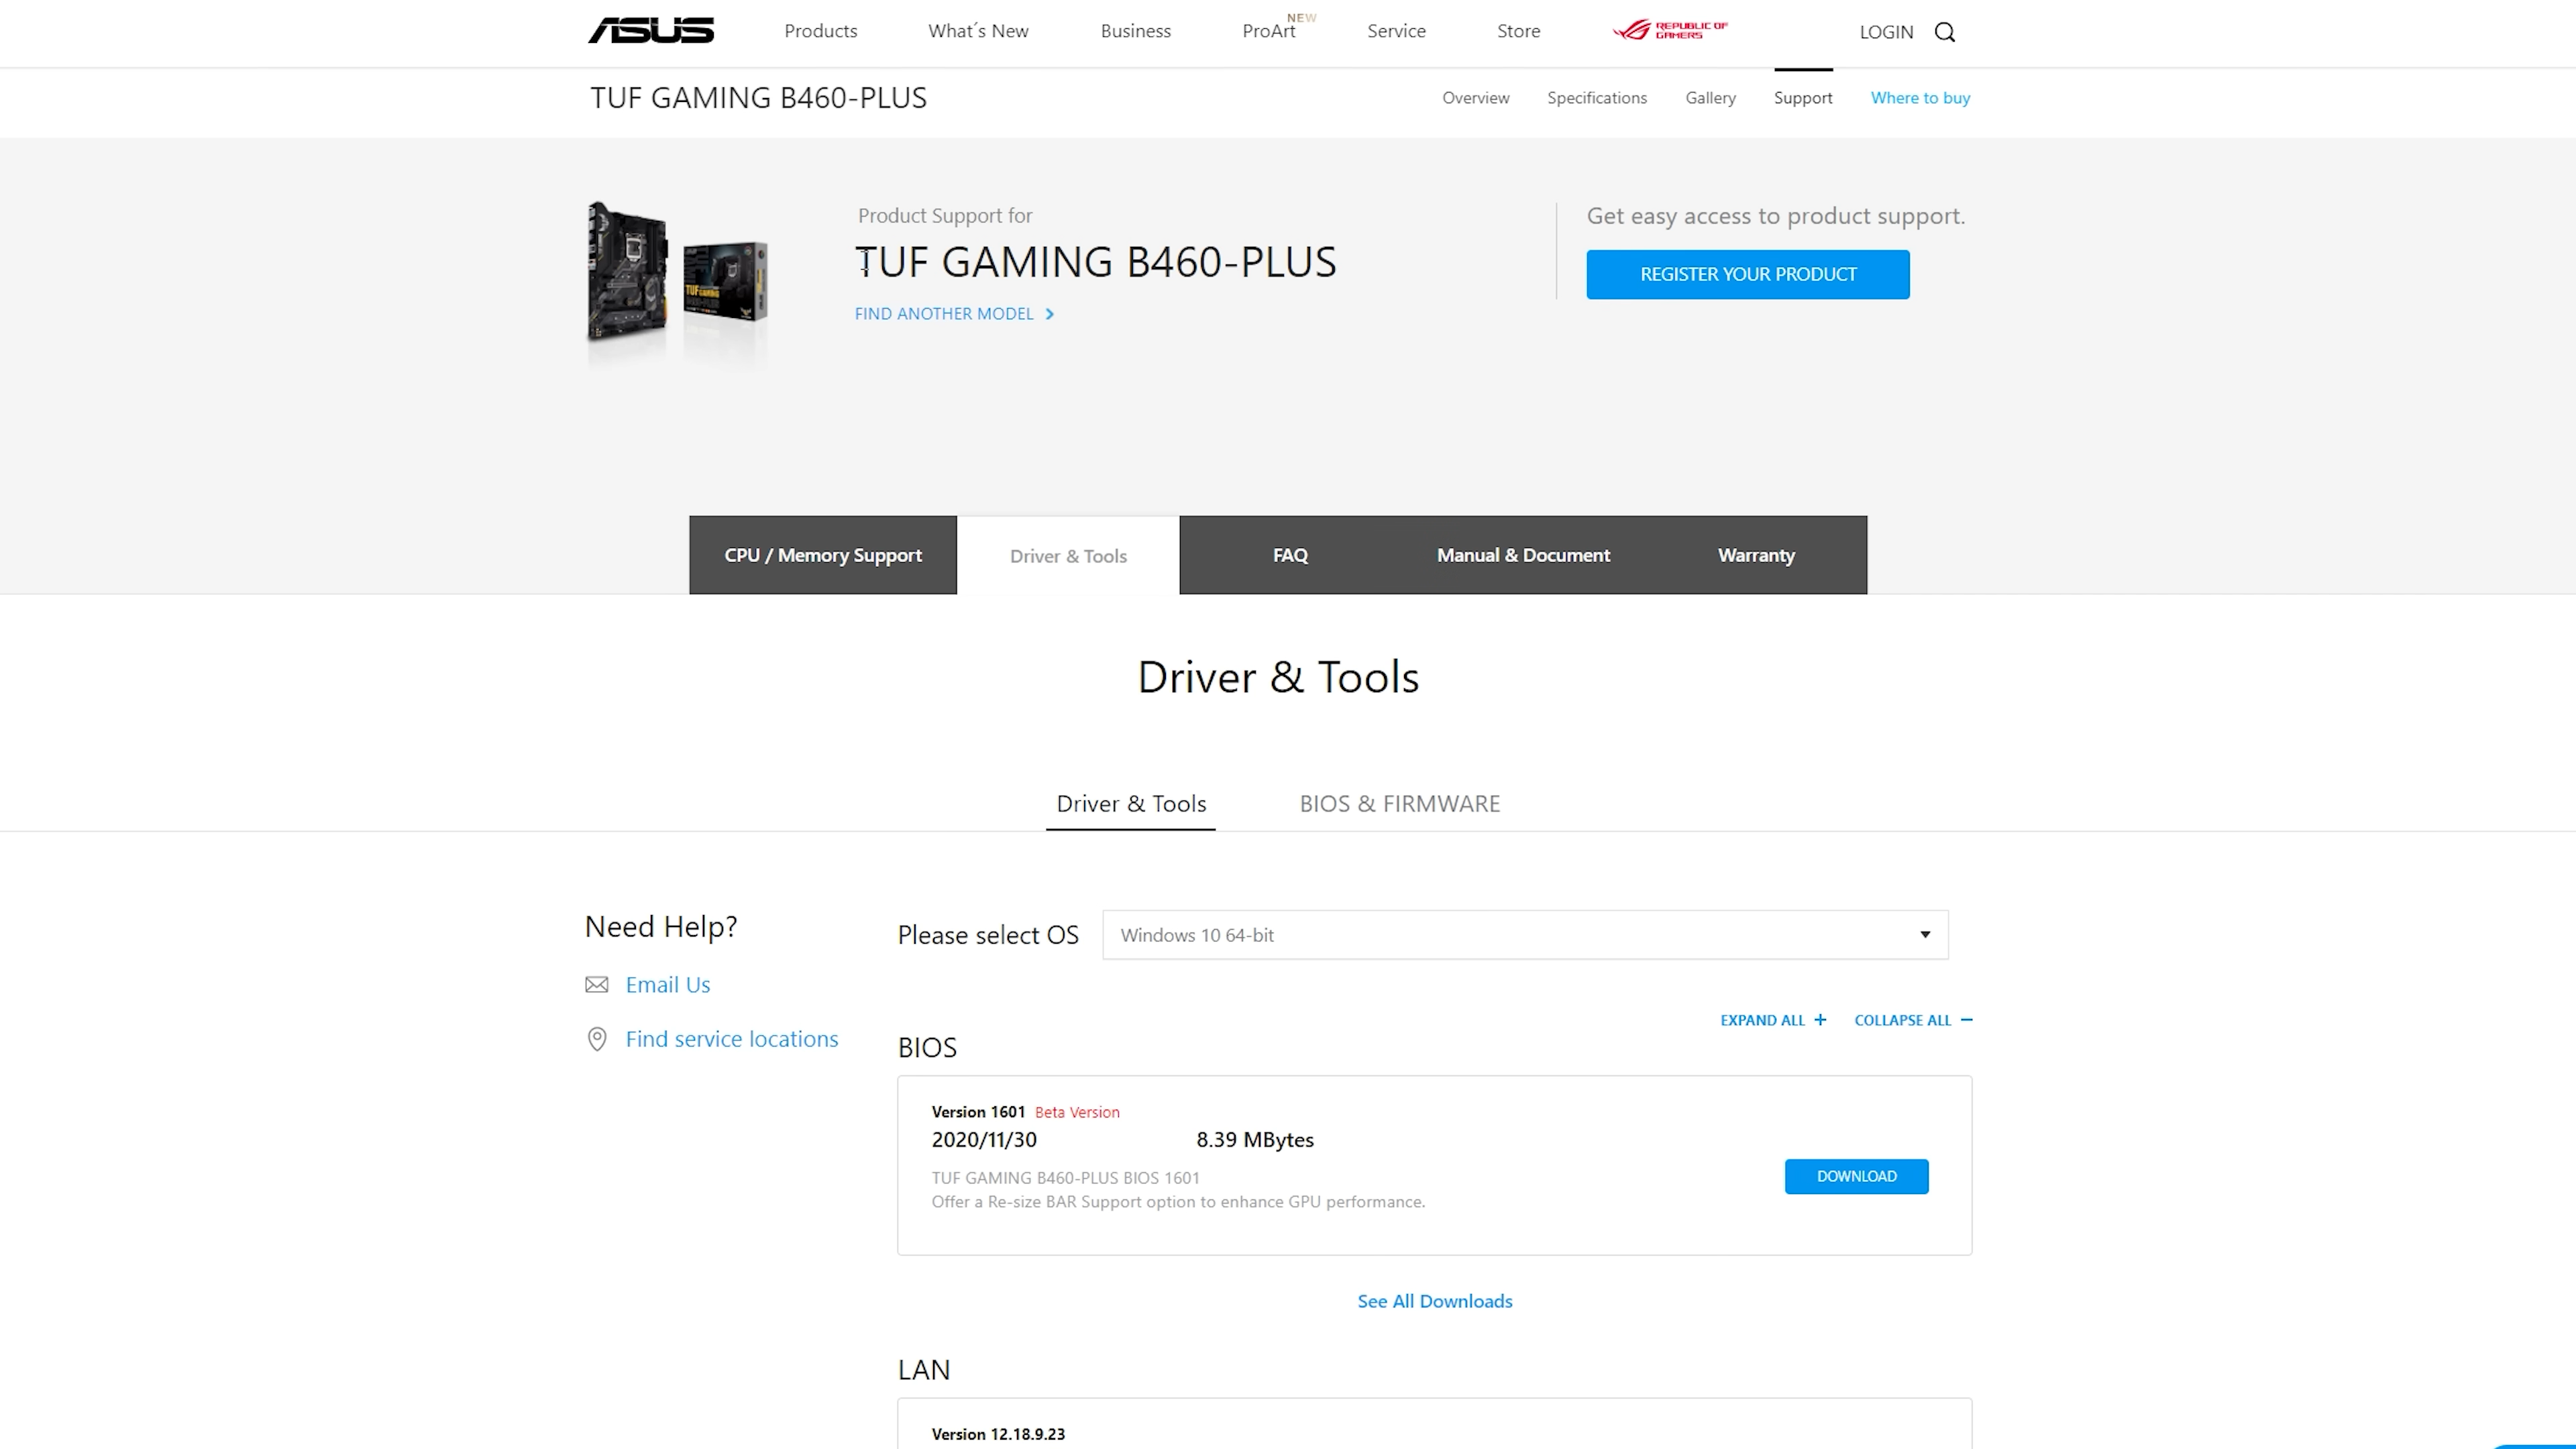 ASUS
Products
What´s New
Business
ProArt
NEW
Service
Store
REPUBLIC OF
GAMERS
LOGIN
TUF GAMING B460-PLUS
Overview
Specifications
Gallery
Support
Where to buy
Product Support for
TUF GAMING B460-PLUS
FIND ANOTHER MODEL
Get easy access to product support.
REGISTER YOUR PRODUCT
CPU / Memory Support
Driver & Tools
FAQ
Manual & Document
Warranty
Driver & Tools
Driver & Tools
BIOS & FIRMWARE
Need Help?
Email Us
Find service locations
Please select OS
Windows 10 64-bit
EXPAND ALL +
COLLAPSE ALL −
BIOS
Version 1601 Beta Version
2020/11/30
8.39 MBytes
TUF GAMING B460-PLUS BIOS 1601
Offer a Re-size BAR Support option to enhance GPU performance.
DOWNLOAD
See All Downloads
LAN
Version 12.18.9.23